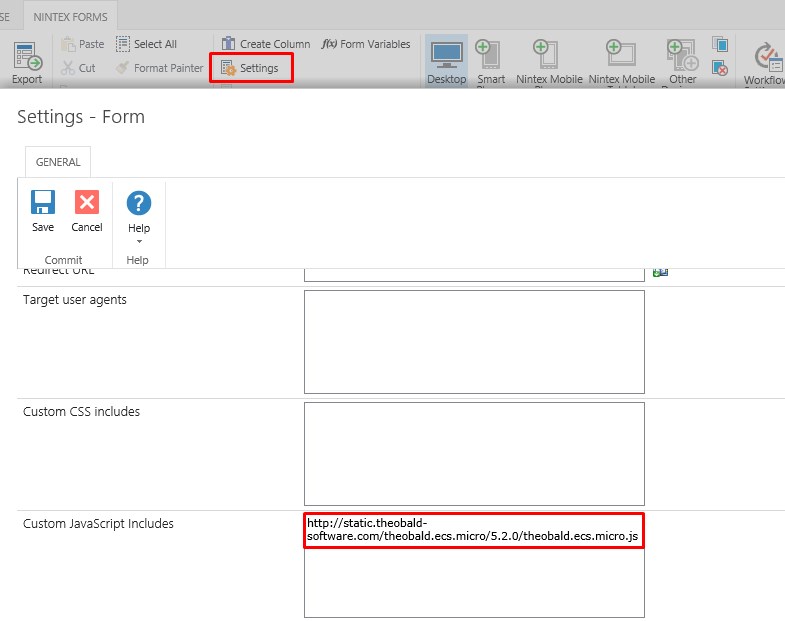 SE
NINTEX FORMS
Paste
Select All
Create Column
f(x) Form Variables
Cut
Format Painter
Settings
Export
Desktop
Smart
Nintex Mobile
Nintex Mobile
Other
Workflow
Settings - Form
GENERAL
Save
Cancel
?
Help
Commit
Help
Redirect URL
Target user agents
Custom CSS includes
Custom JavaScript Includes
http://static.theobald-
software.com/theobald.ecs.micro/5.2.0/theobald.ecs.micro.js